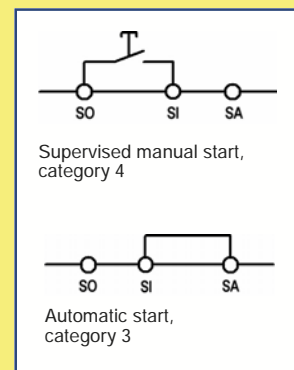 SO SI SA
Supervised manual start,
category 4
SO SI SA
Automatic start,
category 3